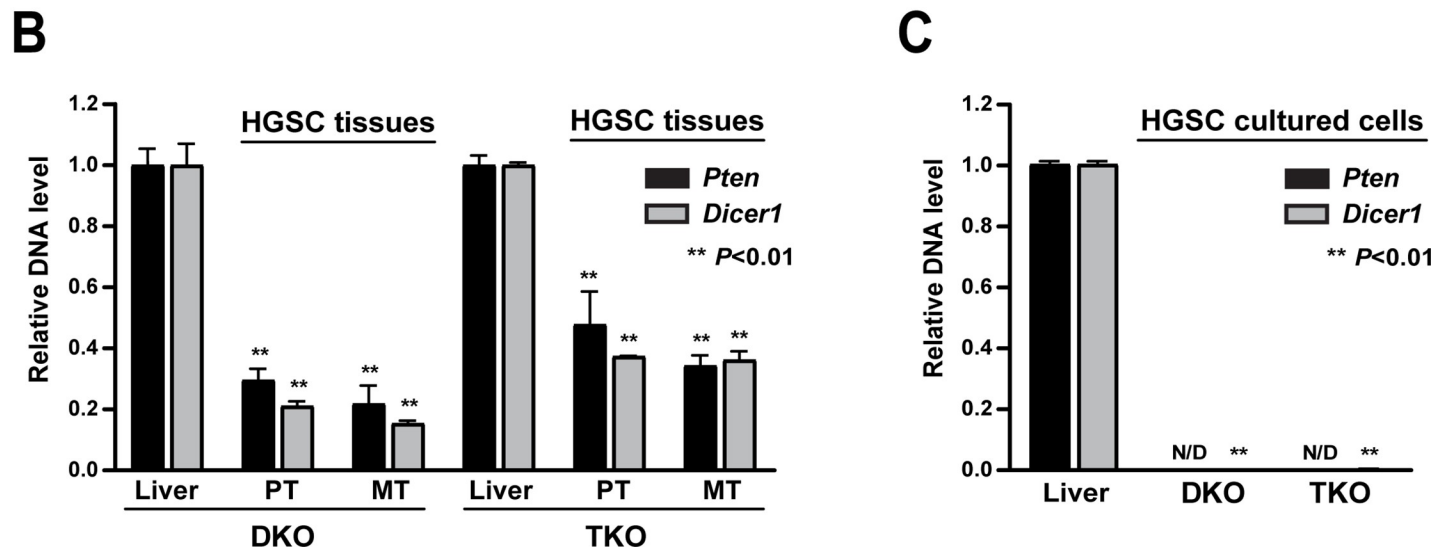 B
Relative DNA level
1.2
1.0
0.8
0.6
0.4
0.2
0.0
HGSC tissues
HGSC tissues
Pten
Dicer1
** P<0.01
**
**
**
**
**
**
**
**
Liver PT MT Liver PT MT
DKO TKO
C
Relative DNA level
1.2
1.0
0.8
0.6
0.4
0.2
0.0
HGSC cultured cells
Pten
Dicer1
** P<0.01
N/D ** N/D **
Liver DKO TKO